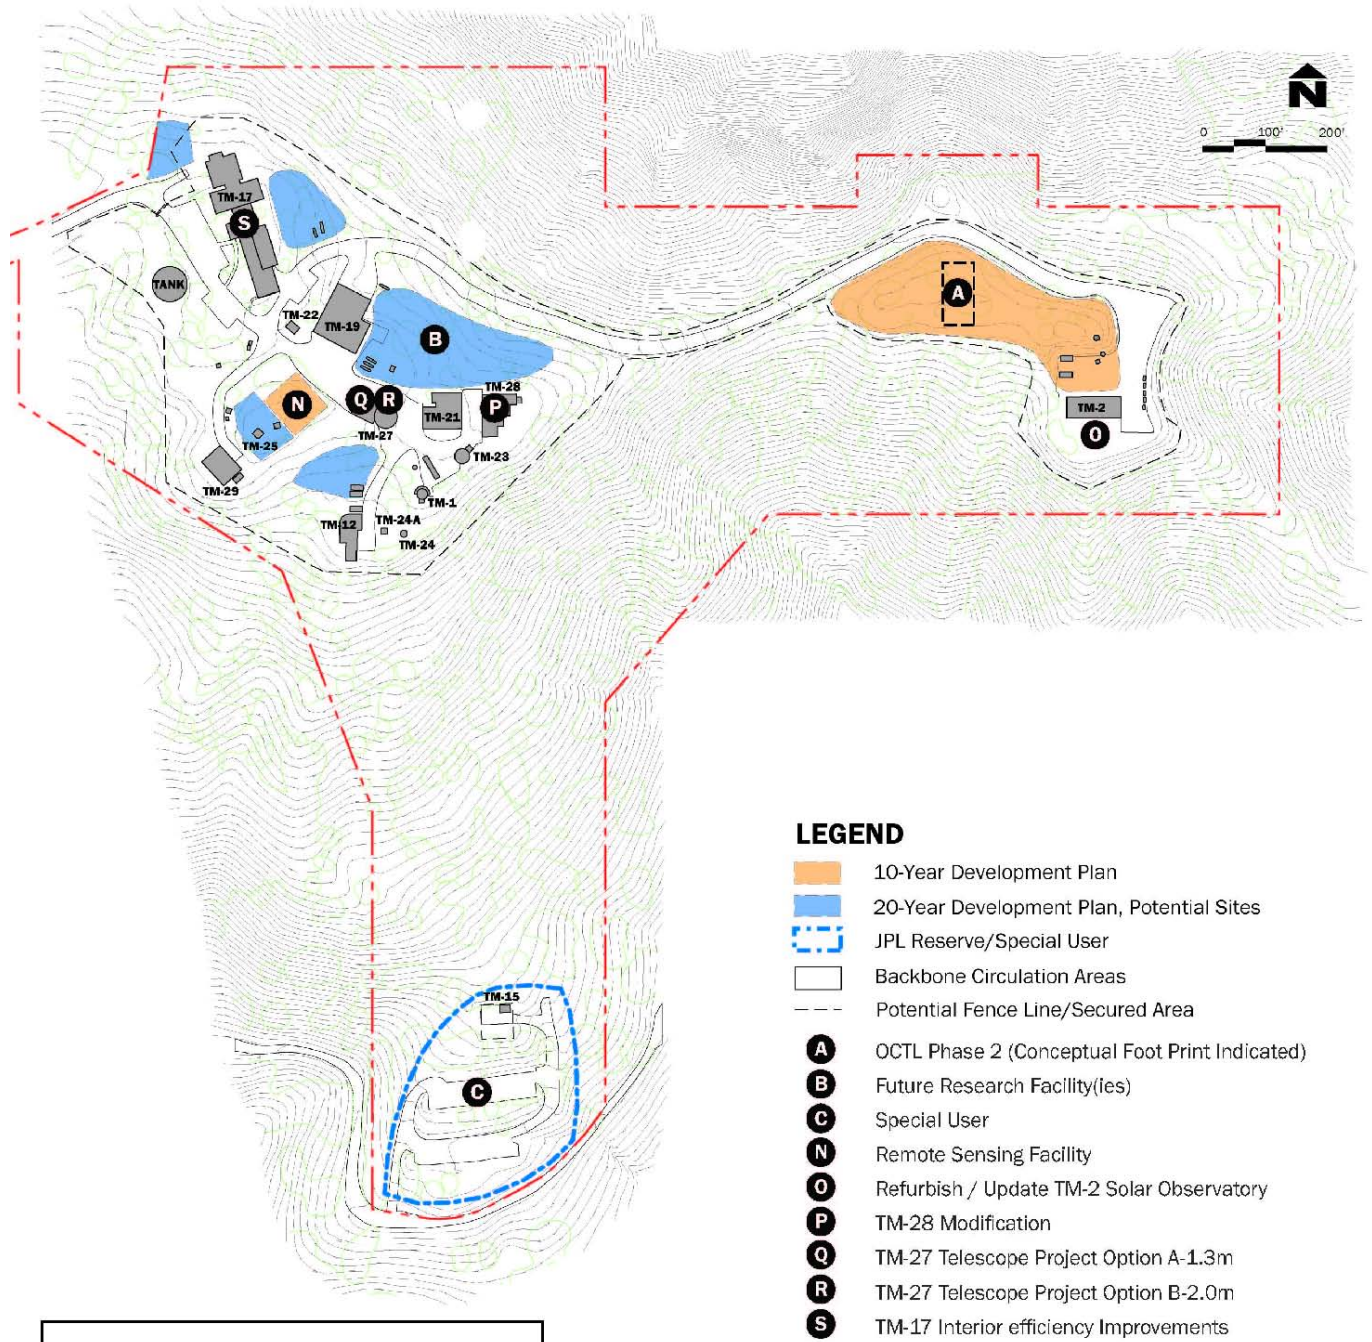 N
0 100' 200'
TM-17
S
TANK
A
TM-22
TM-19
B
TM-28
N
Q R
TM-21
P
TM-2
TM-25
TM-27
O
TM-23
TM-29
TM-1
TM-12
TM-24A
TM-24
LEGEND
10-Year Development Plan
20-Year Development Plan, Potential Sites
JPL Reserve/Special User
Backbone Circulation Areas
Potential Fence Line/Secured Area
A OCTL Phase 2 (Conceptual Foot Print Indicated)
B Future Research Facility(ies)
C Special User
N Remote Sensing Facility
O Refurbish / Update TM-2 Solar Observatory
P TM-28 Modification
Q TM-27 Telescope Project Option A-1.3m
R TM-27 Telescope Project Option B-2.0m
S TM-17 Interior efficiency Improvements
TM-15
C